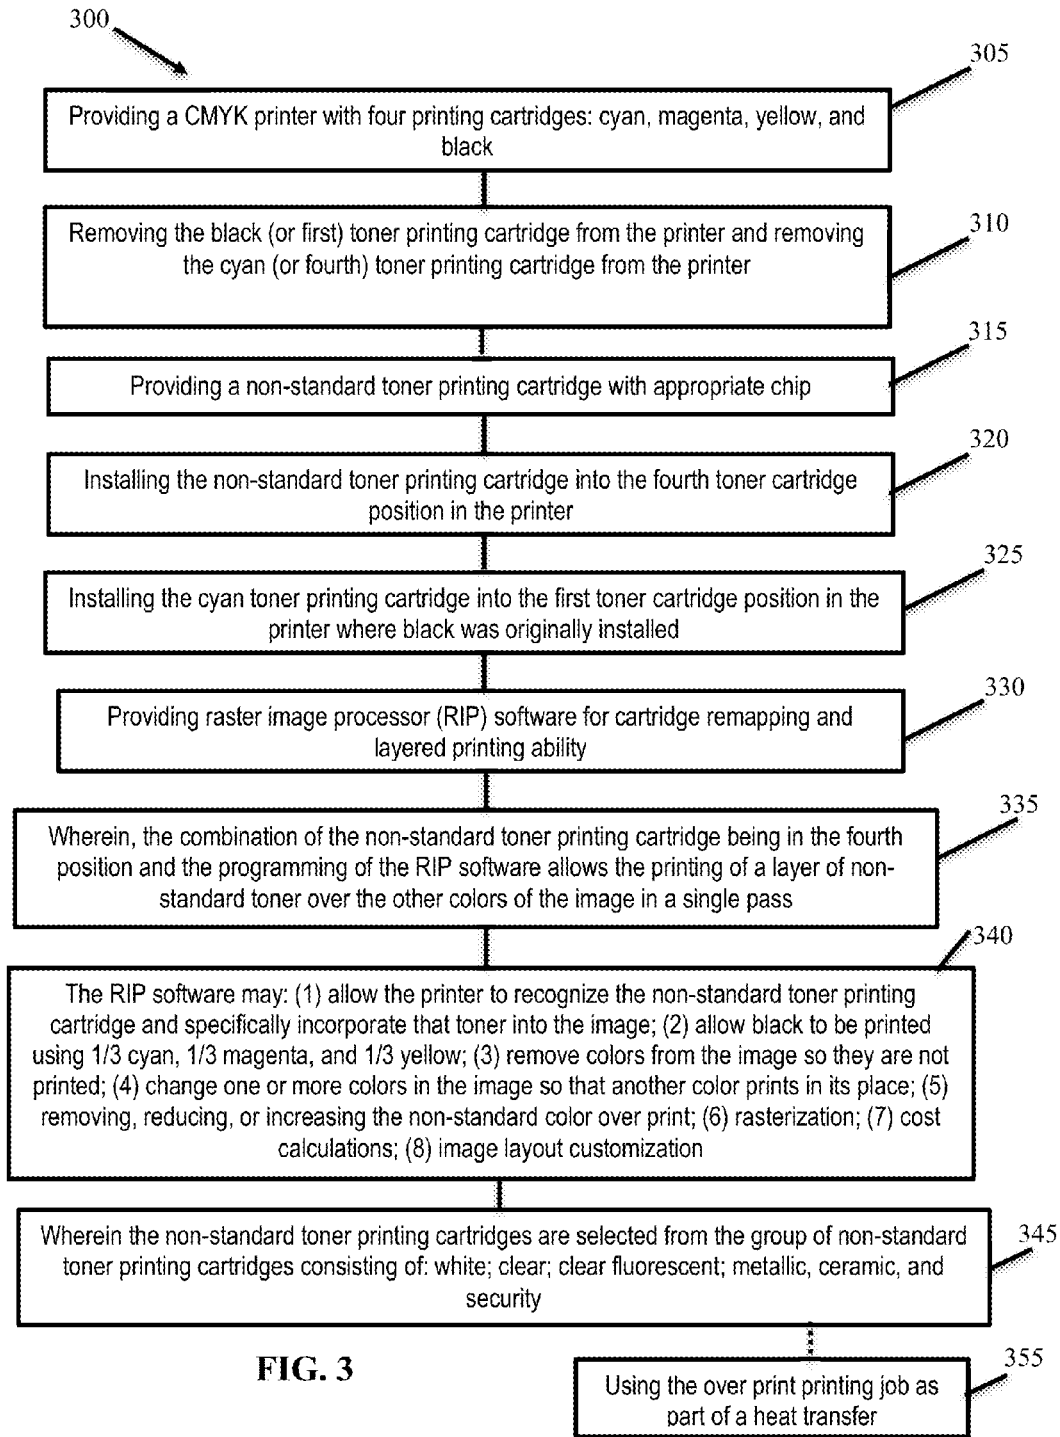 300
305
Providing a CMYK printer with four printing cartridges: cyan, magenta, yellow, and
black
310
Removing the black (or first) toner printing cartridge from the printer and removing
the cyan (or fourth) toner printing cartridge from the printer
315
Providing a non-standard toner printing cartridge with appropriate chip
320
Installing the non-standard toner printing cartridge into the fourth toner cartridge
position in the printer
325
Installing the cyan toner printing cartridge into the first toner cartridge position in the
printer where black was originally installed
330
Providing raster image processor (RIP) software for cartridge remapping and
layered printing ability
335
Wherein, the combination of the non-standard toner printing cartridge being in the fourth
position and the programming of the RIP software allows the printing of a layer of non-
standard toner over the other colors of the image in a single pass
340
The RIP software may: (1) allow the printer to recognize the non-standard toner printing
cartridge and specifically incorporate that toner into the image; (2) allow black to be printed
using 1/3 cyan, 1/3 magenta, and 1/3 yellow; (3) remove colors from the image so they are not
printed; (4) change one or more colors in the image so that another color prints in its place; (5)
removing, reducing, or increasing the non-standard color over print; (6) rasterization; (7) cost
calculations; (8) image layout customization
345
Wherein the non-standard toner printing cartridges are selected from the group of non-standard
toner printing cartridges consisting of: white; clear; clear fluorescent; metallic, ceramic, and
security
355
Using the over print printing job as
part of a heat transfer
FIG. 3